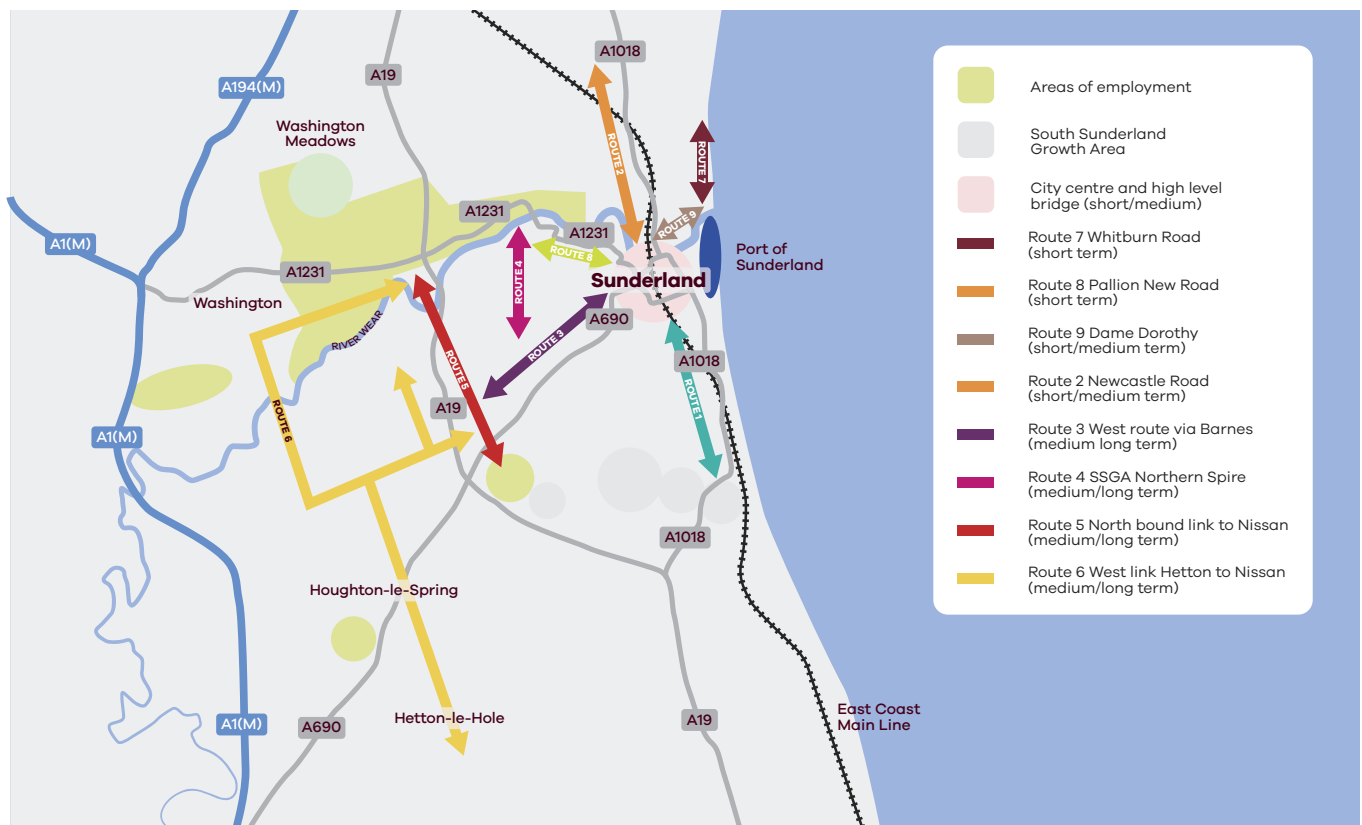 A1018
A19
A194(M)
Washington
Meadows
ROUTE 2
ROUTE 7
A1231
ROUTE 9
A1231
A1(M)
ROUTE 8
Port of
Sunderland
A1231
ROUTE 4
Sunderland
Washington
A690
RIVER WEAR
ROUTE 3
A1018
ROUTE 5
ROUTE 1
A19
ROUTE 6
A1(M)
A1018
Houghton-le-Spring
Hetton-le-Hole
A1(M)
A690
A19
East Coast
Main Line
Areas of employment
South Sunderland
Growth Area
City centre and high level
bridge (short/medium)
Route 7 Whitburn Road
(short term)
Route 8 Pallion New Road
(short term)
Route 9 Dame Dorothy
(short/medium term)
Route 2 Newcastle Road
(short/medium term)
Route 3 West route via Barnes
(medium long term)
Route 4 SSGA Northern Spire
(medium/long term)
Route 5 North bound link to Nissan
(medium/long term)
Route 6 West link Hetton to Nissan
(medium/long term)